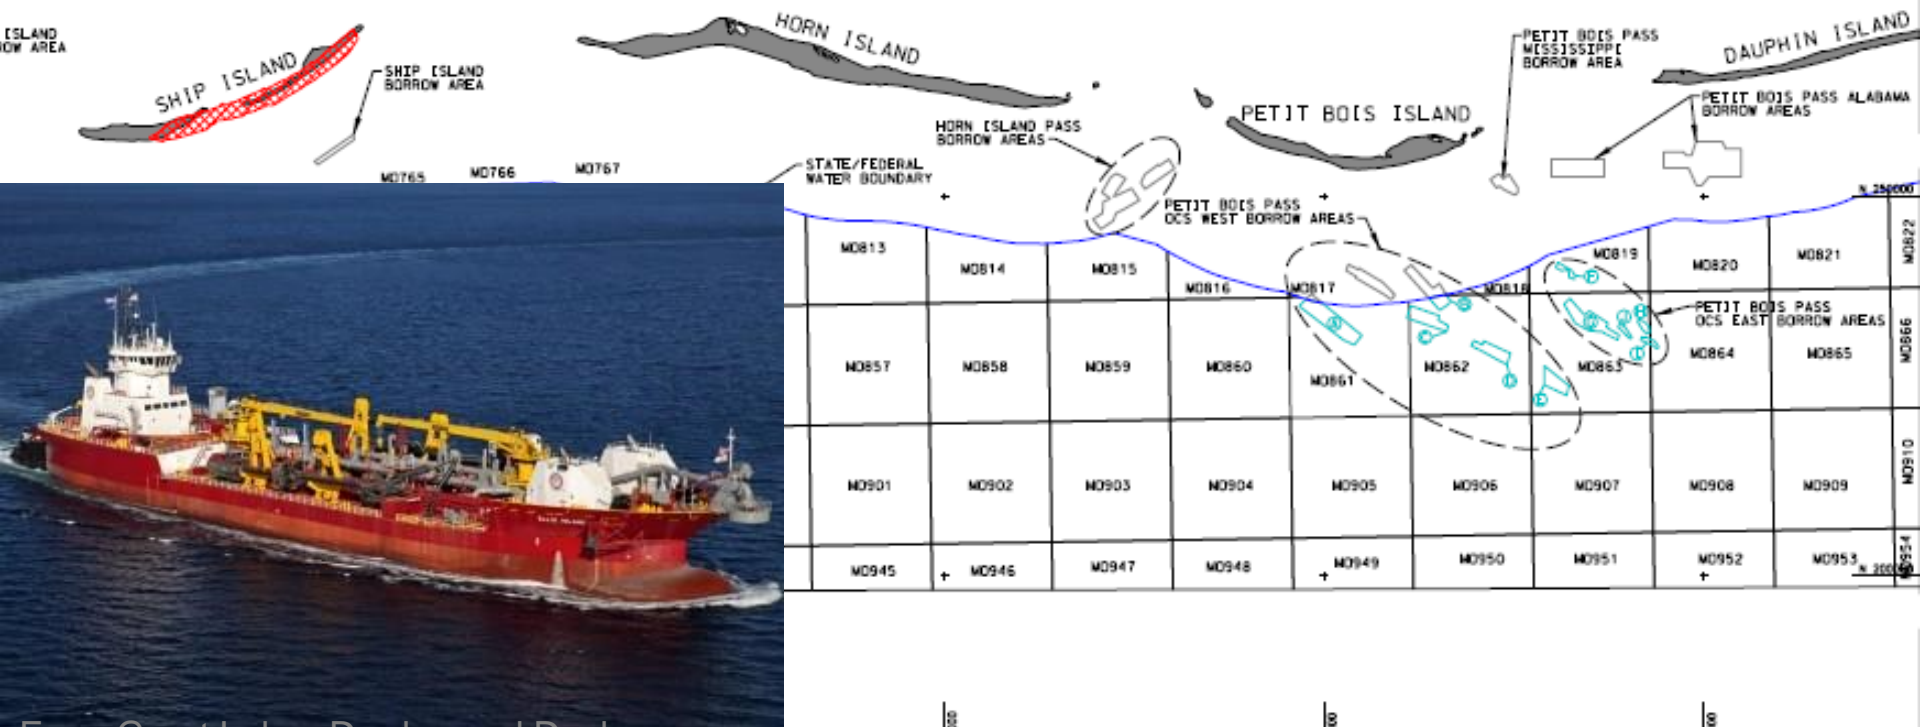 ISLAND
ROW AREA
SHIP ISLAND
SHIP ISLAND
BORROW AREA
HORN ISLAND
HORN ISLAND PASS
BORROW AREAS
PETIT BOIS ISLAND
PETIT BOIS PASS
MISSISSIPPI
BORROW AREA
DAUPHIN ISLAND
PETIT BOIS PASS ALABAMA
BORROW AREAS
MO765
MO766
MO767
STATE/FEDERAL
WATER BOUNDARY
PETIT BOIS PASS
OCS WEST BORROW AREAS
N 250000
MO813
MO814
MO815
MO816
MO817
MO818
MO819
MO820
MO821
MO822
PETIT BOIS PASS
OCS EAST BORROW AREAS
MO857
MO858
MO859
MO860
MO861
MO862
MO863
MO864
MO865
MO866
MO901
MO902
MO903
MO904
MO905
MO906
MO907
MO908
MO909
MO910
MO945
MO946
MO947
MO948
MO949
MO950
MO951
MO952
MO953
MO954